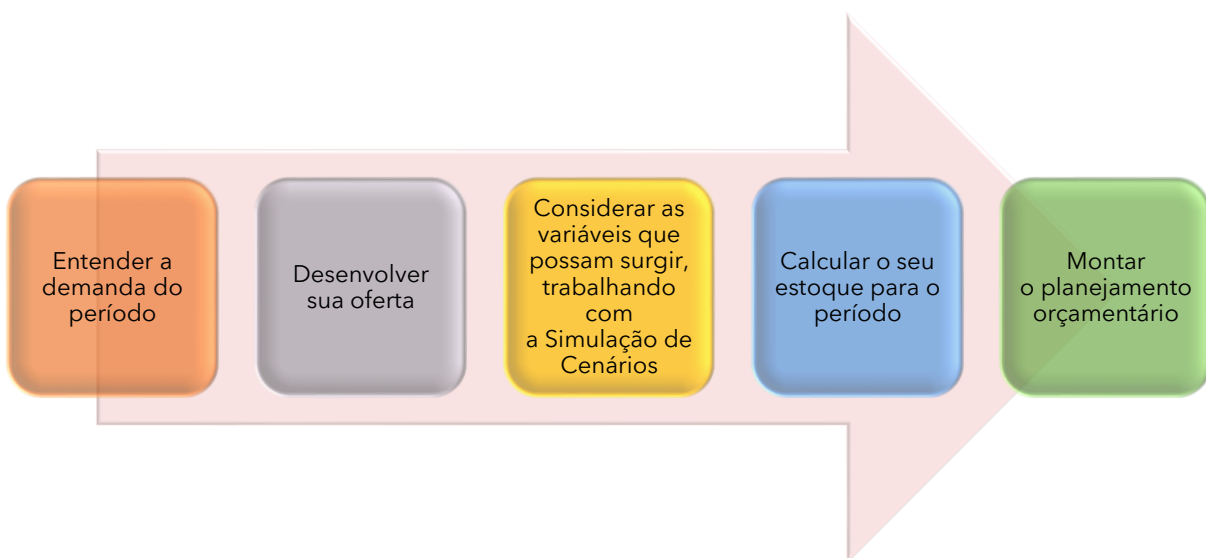 Entender a
demanda do
período
Desenvolver
sua oferta
Considerar as
variáveis que
possam surgir,
trabalhando
com
a Simulação de
Cenários
Calcular o seu
estoque para o
período
Montar
o planejamento
orçamentário